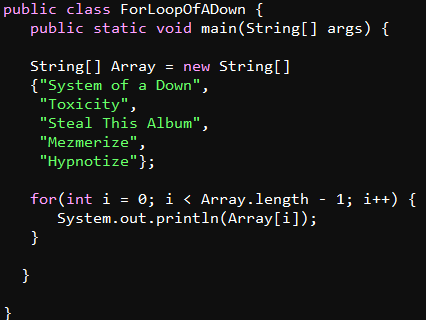 public class ForLoopOfADown {
public static void main(String[] args) {
String[] Array = new String[]
{"System of a Down",
"Toxicity",
"Steal This Album",
"Mezmerize",
"Hypnotize"};
for(int i = 0; i < Array.length - 1; i++) {
System.out.println(Array[i]);
}
}
}